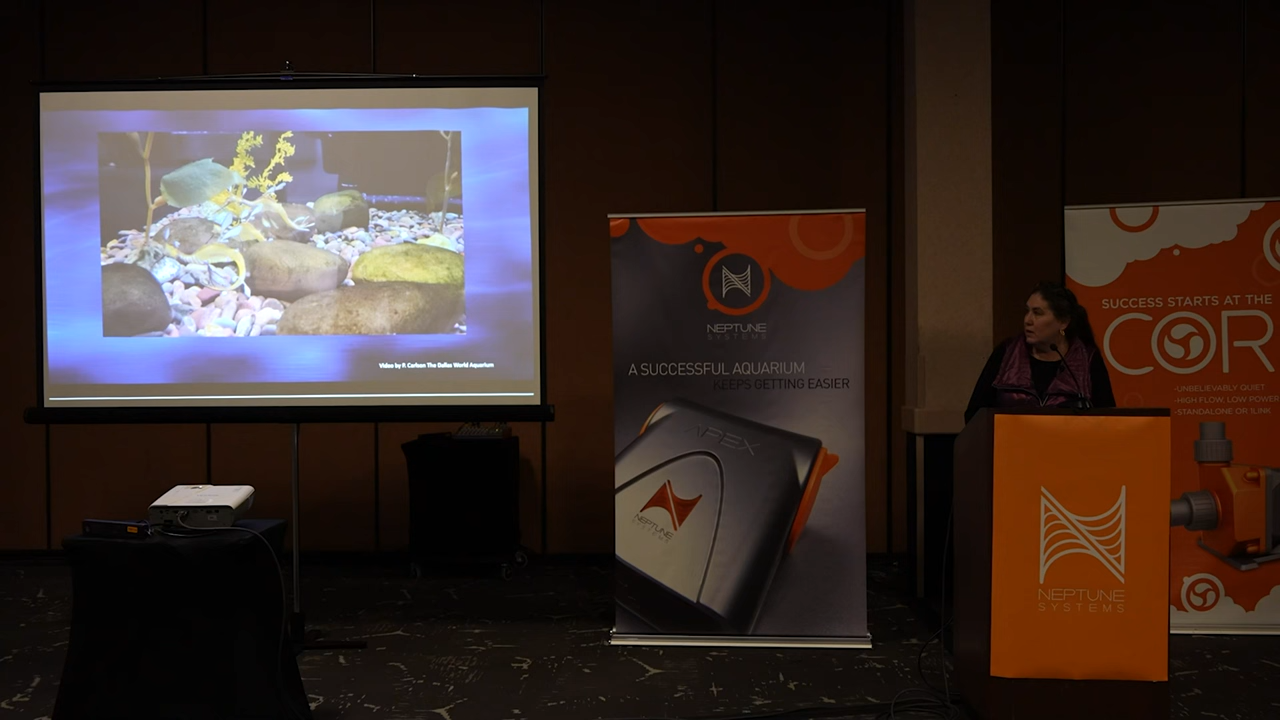 Video by P. Carlson The Dallas World Aquarium
NEPTUNE
SYSTEMS
A SUCCESSFUL AQUARIUM
KEEPS GETTING EASIER
APEX
NEPTUNE
SYSTEMS
SUCCESS STARTS AT THE
COR
-UNBELIEVABLY QUIET
-HIGH FLOW, LOW POWER
-STANDALONE OR 1LINK
NEPTUNE
SYSTEMS